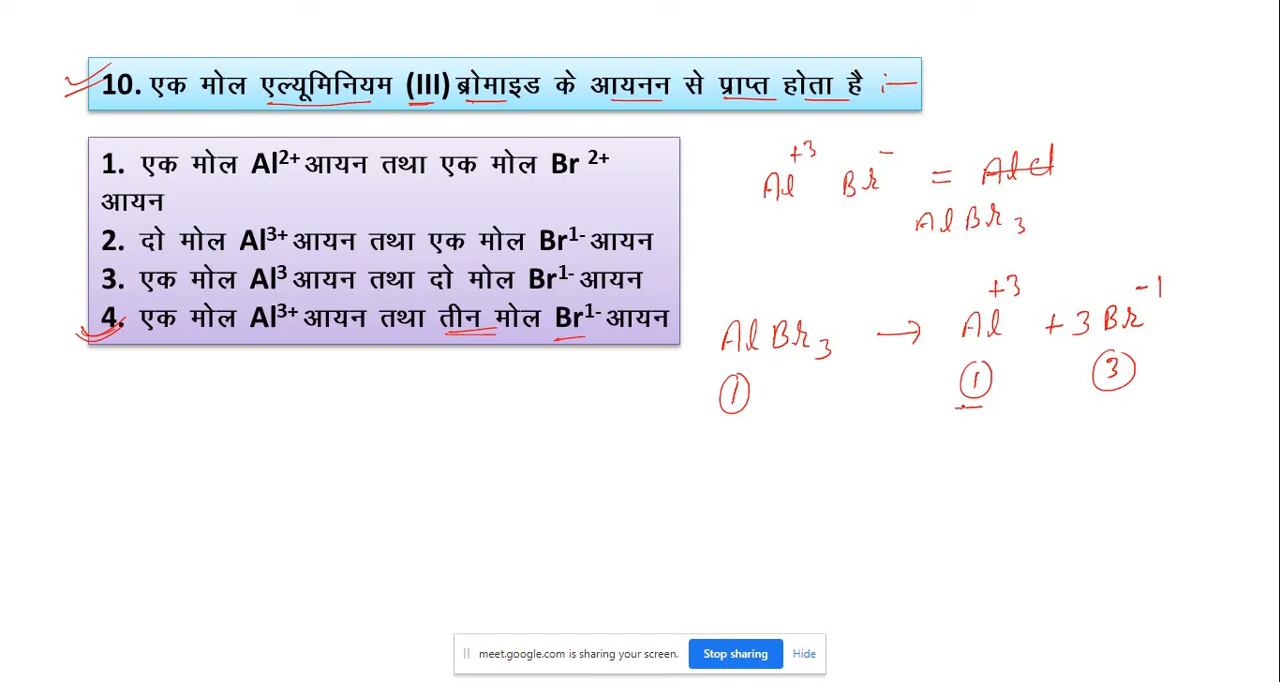 10. एक मोल एल्यूमिनियम (III) ब्रोमाइड के आयनन से प्राप्त होता है :-
1. एक मोल Al2+ आयन तथा एक मोल Br 2+
आयन
2. दो मोल Al3+ आयन तथा एक मोल Br1- आयन
3. एक मोल Al3 आयन तथा दो मोल Br1- आयन
4. एक मोल Al3+ आयन तथा तीन मोल Br1- आयन
Al+3 Br- = Alcl
AlBr3
AlBr3 → Al+3 + 3Br-1
1 1 3
meet.google.com is sharing your screen. Stop sharing Hide